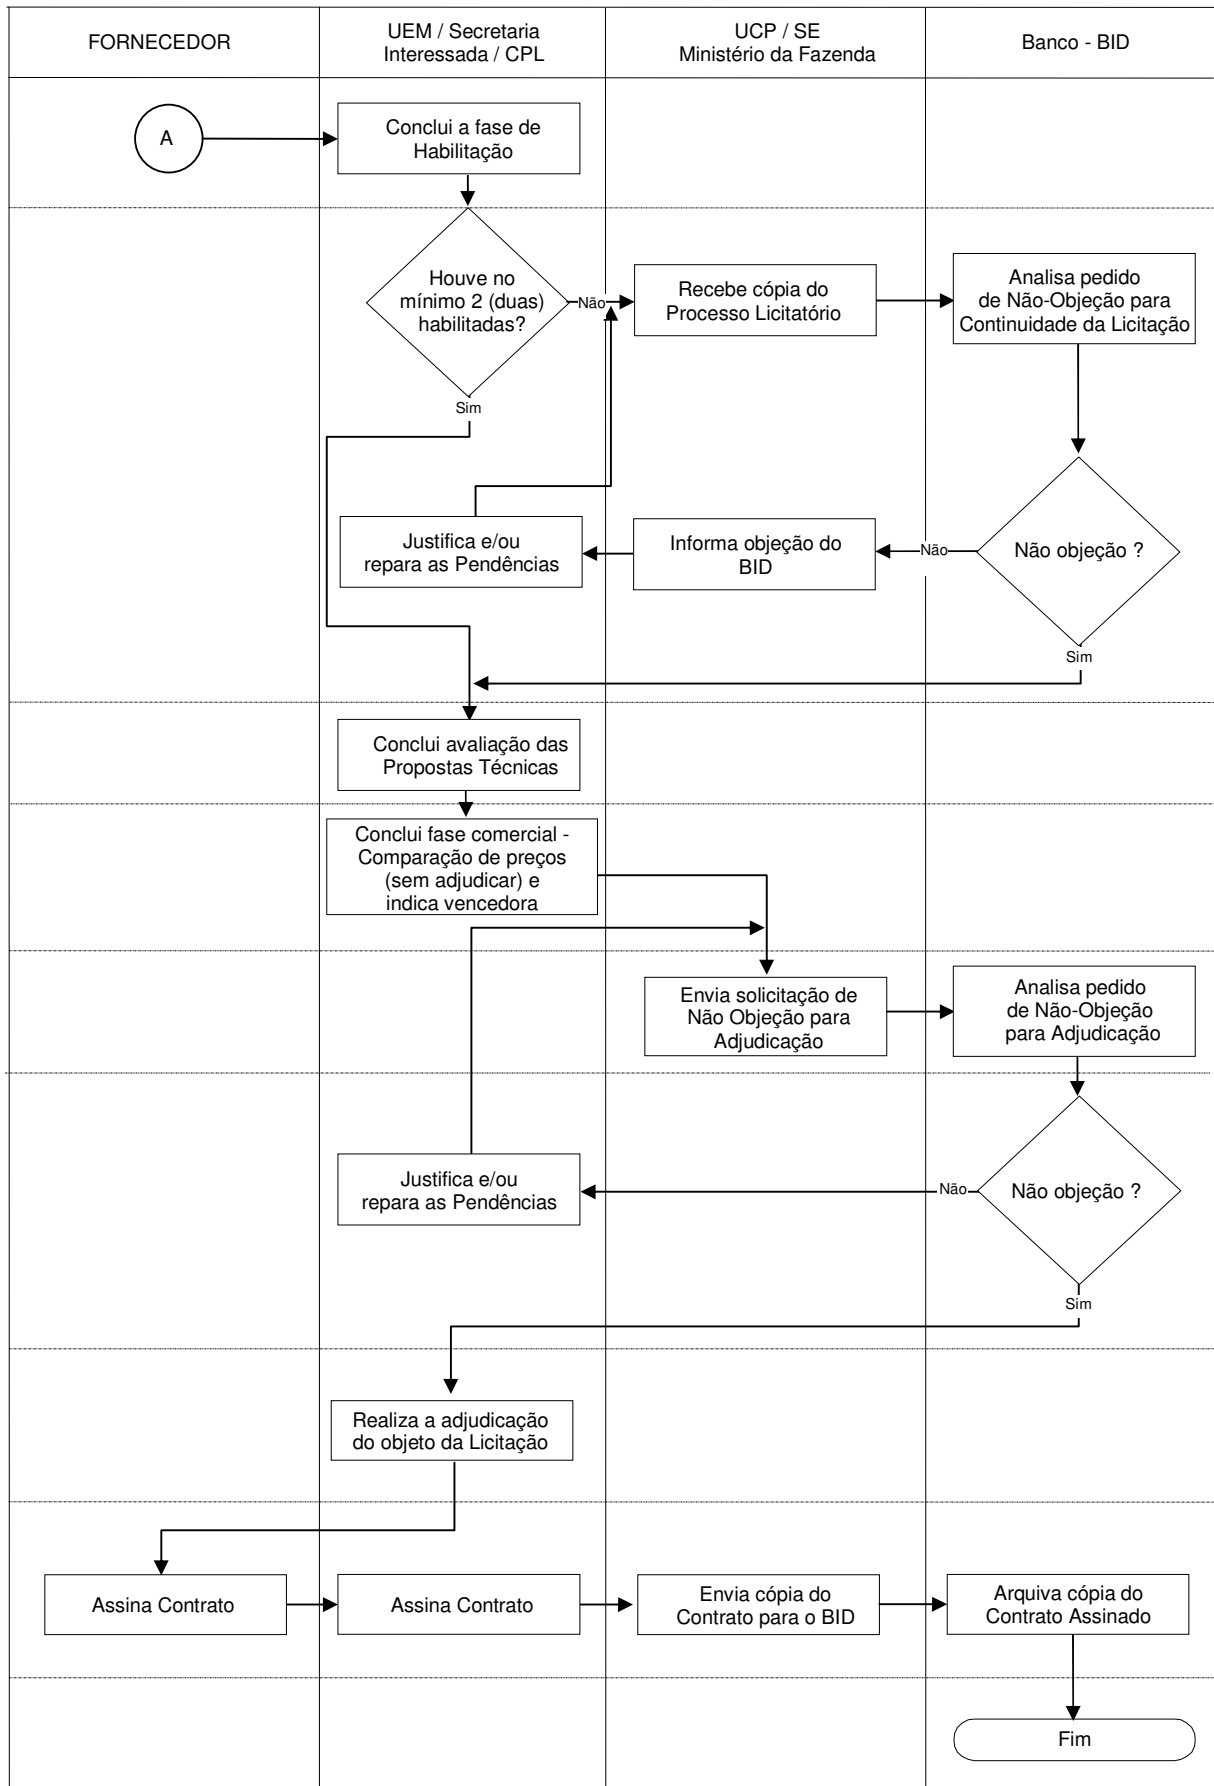 FORNECEDOR
UEM / Secretaria
Interessada / CPL
UCP / SE
Ministério da Fazenda
Banco - BID
A
Conclui a fase de
Habilitação
Houve no
mínimo 2 (duas)
habilitadas?
Não
Recebe cópia do
Processo Licitatório
Analisa pedido
de Não-Objeção para
Continuidade da Licitação
Sim
Justifica e/ou
repara as Pendências
Informa objeção do
BID
Não
Não objeção ?
Sim
Conclui avaliação das
Propostas Técnicas
Conclui fase comercial -
Comparação de preços
(sem adjudicar) e
indica vencedora
Envia solicitação de
Não Objeção para
Adjudicação
Analisa pedido
de Não-Objeção
para Adjudicação
Justifica e/ou
repara as Pendências
Não
Não objeção ?
Sim
Realiza a adjudicação
do objeto da Licitação
Assina Contrato
Assina Contrato
Envia cópia do
Contrato para o BID
Arquiva cópia do
Contrato Assinado
Fim